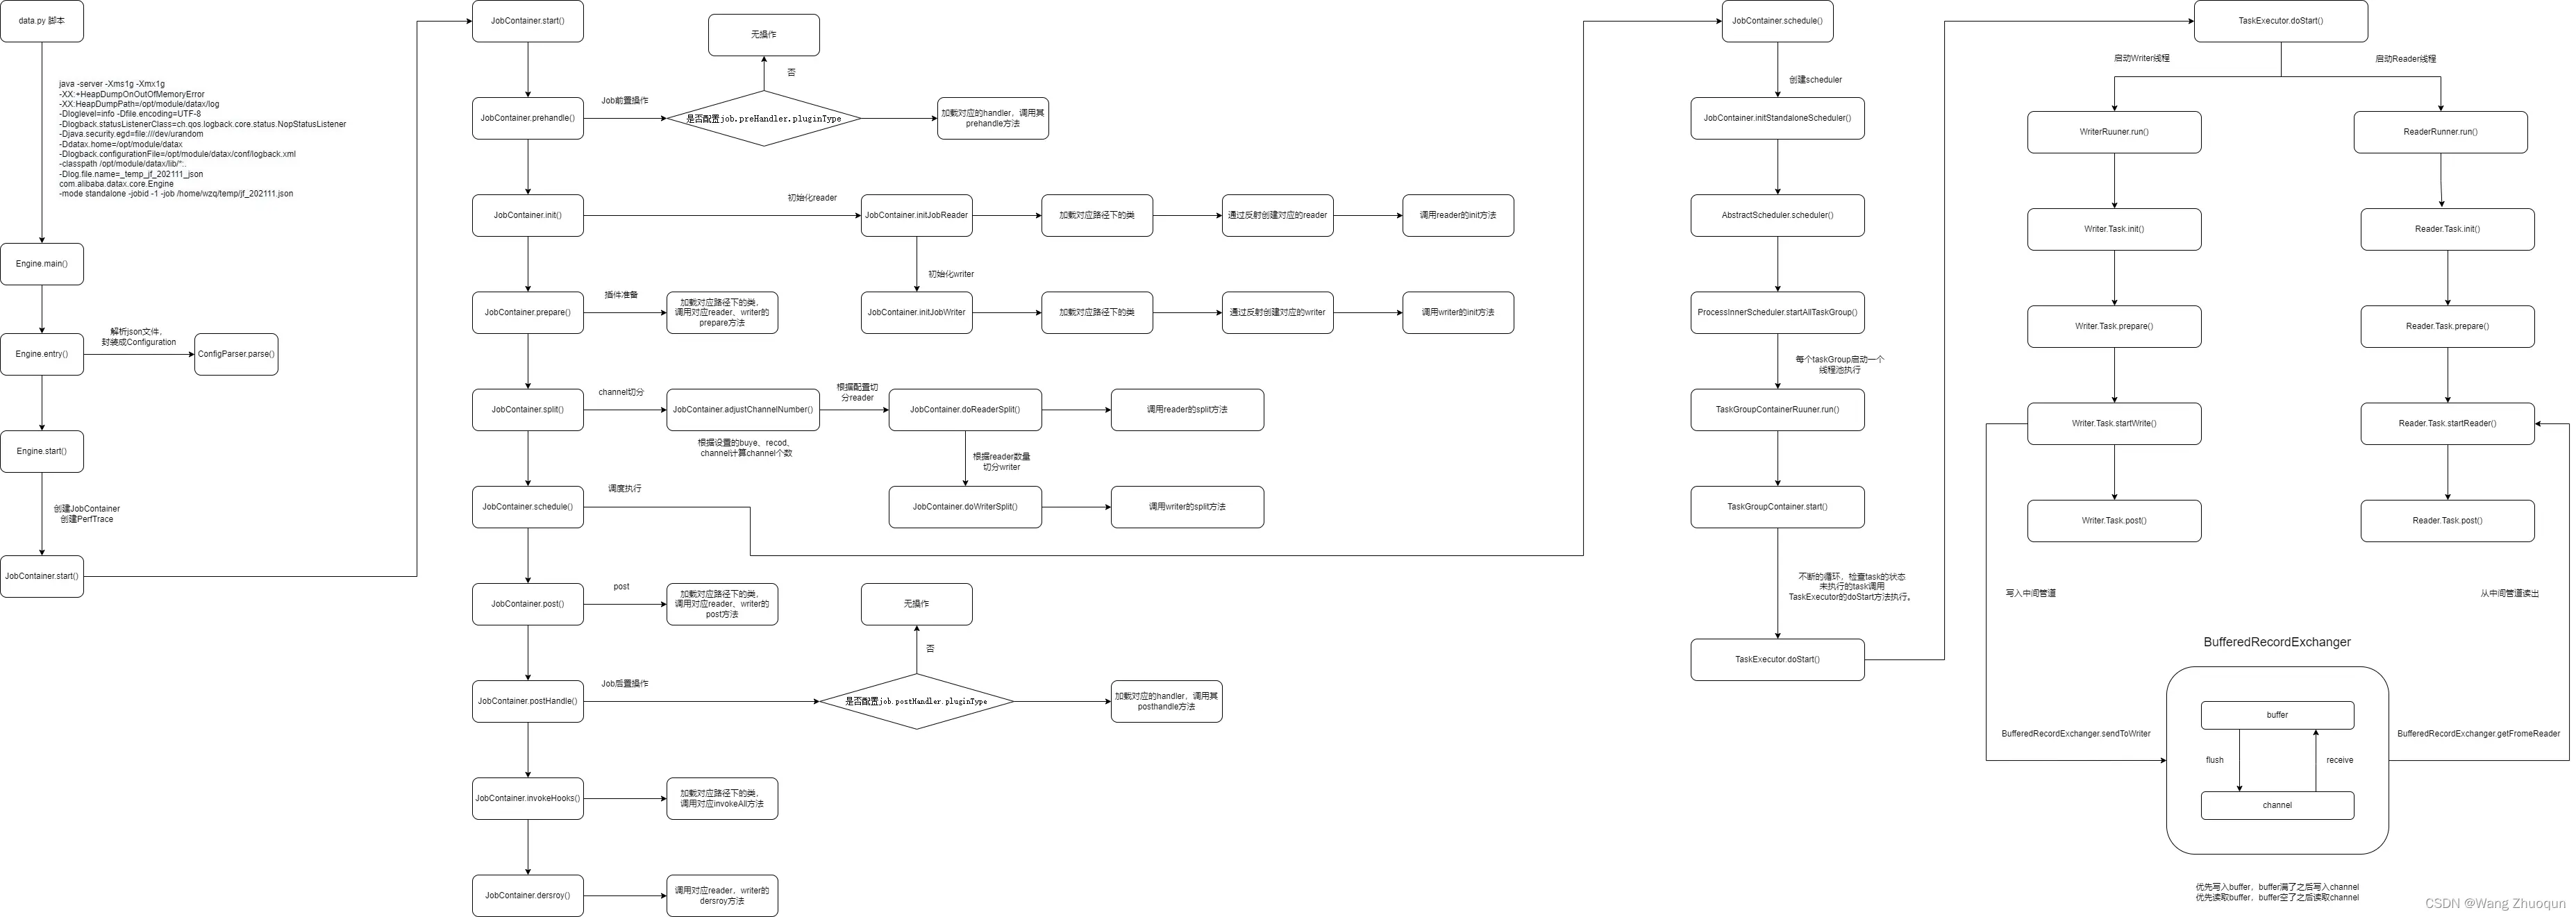 data.py 脚本
java -server -Xms1g -Xmx1g
-XX:+HeapDumpOnOutOfMemoryError
-XX:HeapDumpPath=/opt/module/datax/log
-Dloglevel=info -Dfile.encoding=UTF-8
-Dlogback.statusListenerClass=ch.qos.logback.core.status.NopStatusListener
-Djava.security.egd=file:///dev/urandom
-Ddatax.home=/opt/module/datax
-Dlogback.configurationFile=/opt/module/datax/conf/logback.xml
-classpath /opt/module/datax/lib/*:.
-Dlog.file.name=_temp_jf_202111_json
com.alibaba.datax.core.Engine
-mode standalone -jobid -1 -job /home/wzq/temp/jf_202111.json
Engine.main()
Engine.entry()
解析json文件，
封装成Configuration
ConfigParser.parse()
Engine.start()
创建JobContainer
创建PerfTrace
JobContainer.start()
JobContainer.start()
JobContainer.prehandle()
Job前置操作
是否配置job.preHandler.pluginType
否
无操作
加载对应的handler，调用其
prehandle方法
JobContainer.init()
初始化reader
JobContainer.initJobReader
加载对应路径下的类
通过反射创建对应的reader
调用reader的init方法
初始化writer
JobContainer.initJobWriter
加载对应路径下的类
通过反射创建对应的writer
调用writer的init方法
JobContainer.prepare()
插件准备
加载对应路径下的类，
调用对应reader、writer的
prepare方法
JobContainer.split()
channel切分
JobContainer.adjustChannelNumber()
根据设置的buye、recod、
channel计算channel个数
根据配置切
分reader
JobContainer.doReaderSplit()
调用reader的split方法
根据reader数量
切分writer
JobContainer.doWriterSplit()
调用writer的split方法
JobContainer.schedule()
调度执行
JobContainer.post()
post
加载对应路径下的类，
调用对应reader、writer的
post方法
JobContainer.postHandle()
Job后置操作
是否配置job.postHandler.pluginType
否
无操作
加载对应的handler，调用其
posthandle方法
JobContainer.invokeHooks()
加载对应路径下的类，
调用对应invokeAll方法
JobContainer.dersroy()
调用对应reader，writer的
dersroy方法
JobContainer.schedule()
创建scheduler
JobContainer.initStandaloneScheduler()
AbstractScheduler.scheduler()
ProcessInnerScheduler.startAllTaskGroup()
每个taskGroup启动一个
线程池执行
TaskGroupContainerRuuner.run()
TaskGroupContainer.start()
不断的循环，检查task的状态
未执行的task调用
TaskExecutor的doStart方法执行。
TaskExecutor.doStart()
TaskExecutor.doStart()
启动Writer线程
启动Reader线程
WriterRuuner.run()
ReaderRunner.run()
Writer.Task.init()
Reader.Task.init()
Writer.Task.prepare()
Reader.Task.prepare()
Writer.Task.startWrite()
Reader.Task.startReader()
Writer.Task.post()
Reader.Task.post()
写入中间管道
从中间管道读出
BufferedRecordExchanger
BufferedRecordExchanger.sendToWriter
BufferedRecordExchanger.getFromeReader
buffer
flush
receive
channel
优先写入buffer，buffer满了之后写入channel
优先读取buffer，buffer空了之后读取channel
CSDN @Wang Zhuoqun